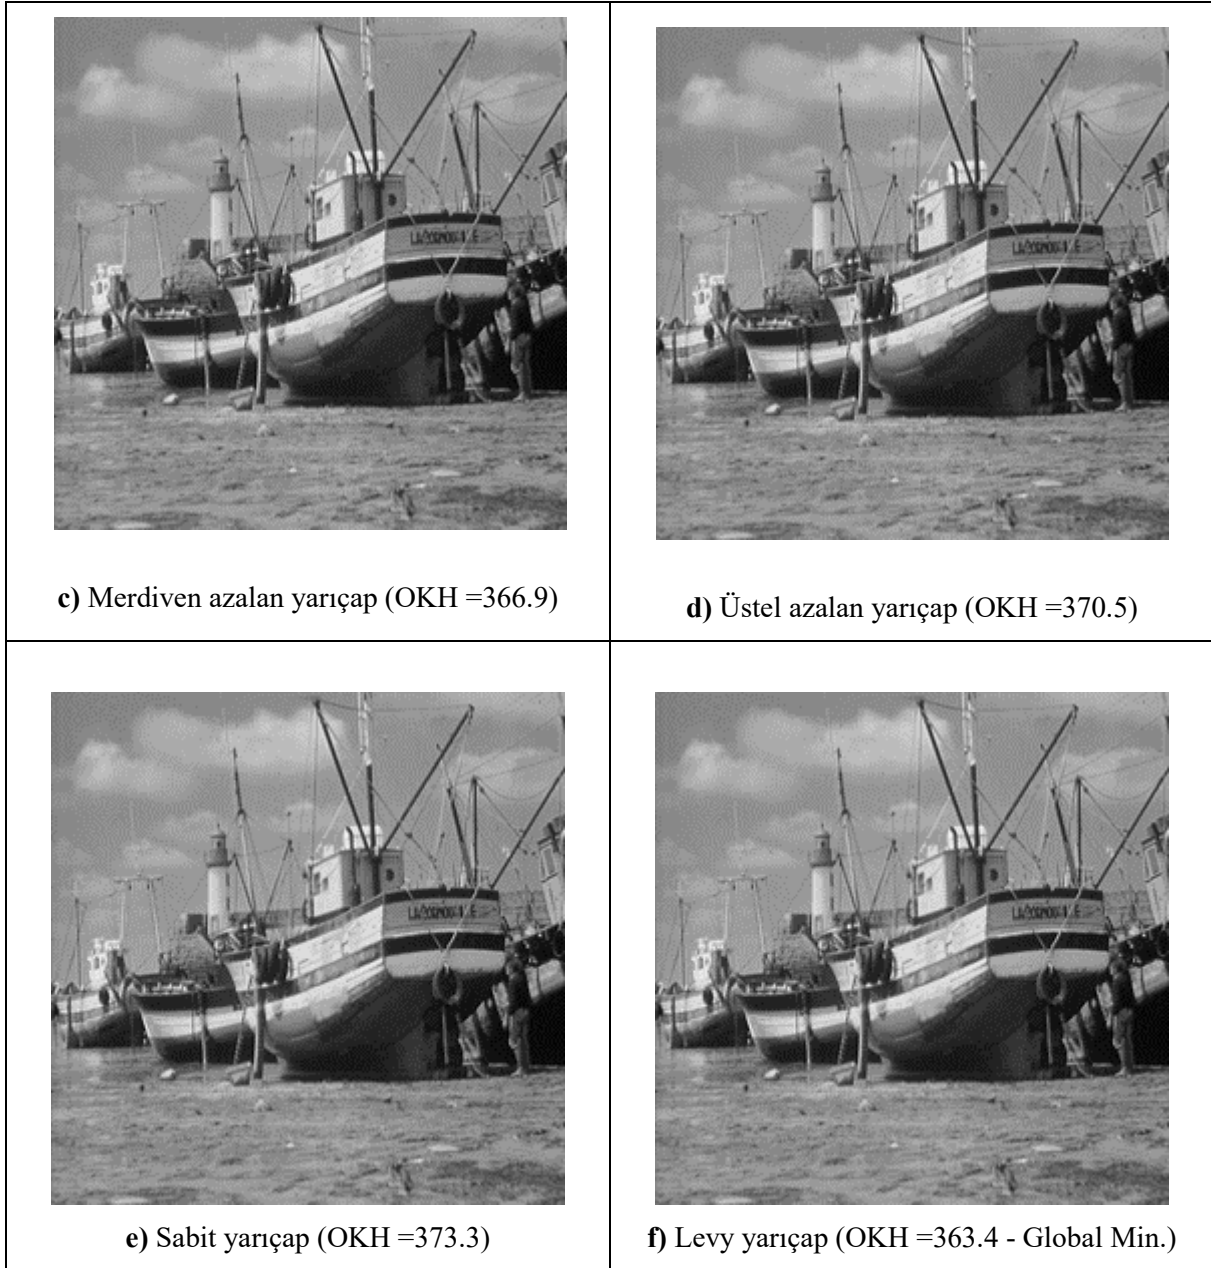 c) Merdiven azalan yarıçap (OKH =366.9)
d) Üstel azalan yarıçap (OKH =370.5)
e) Sabit yarıçap (OKH =373.3)
f) Levy yarıçap (OKH =363.4 - Global Min.)